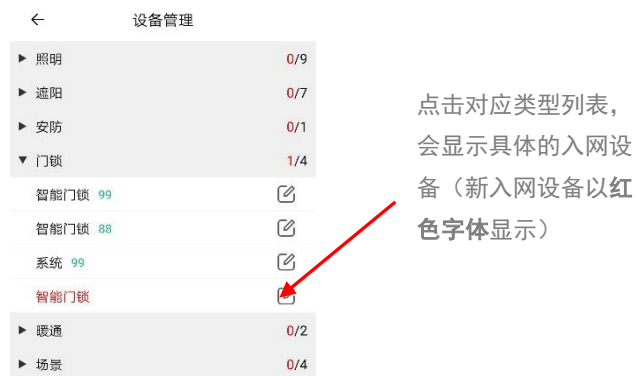 设备管理
照明 0/9
遮阳 0/7
安防 0/1
门锁 1/4
智能门锁 99
智能门锁 88
系统 99
智能门锁
暖通 0/2
场景 0/4
点击对应类型列表，
会显示具体的入网设
备（新入网设备以红
色字体显示）